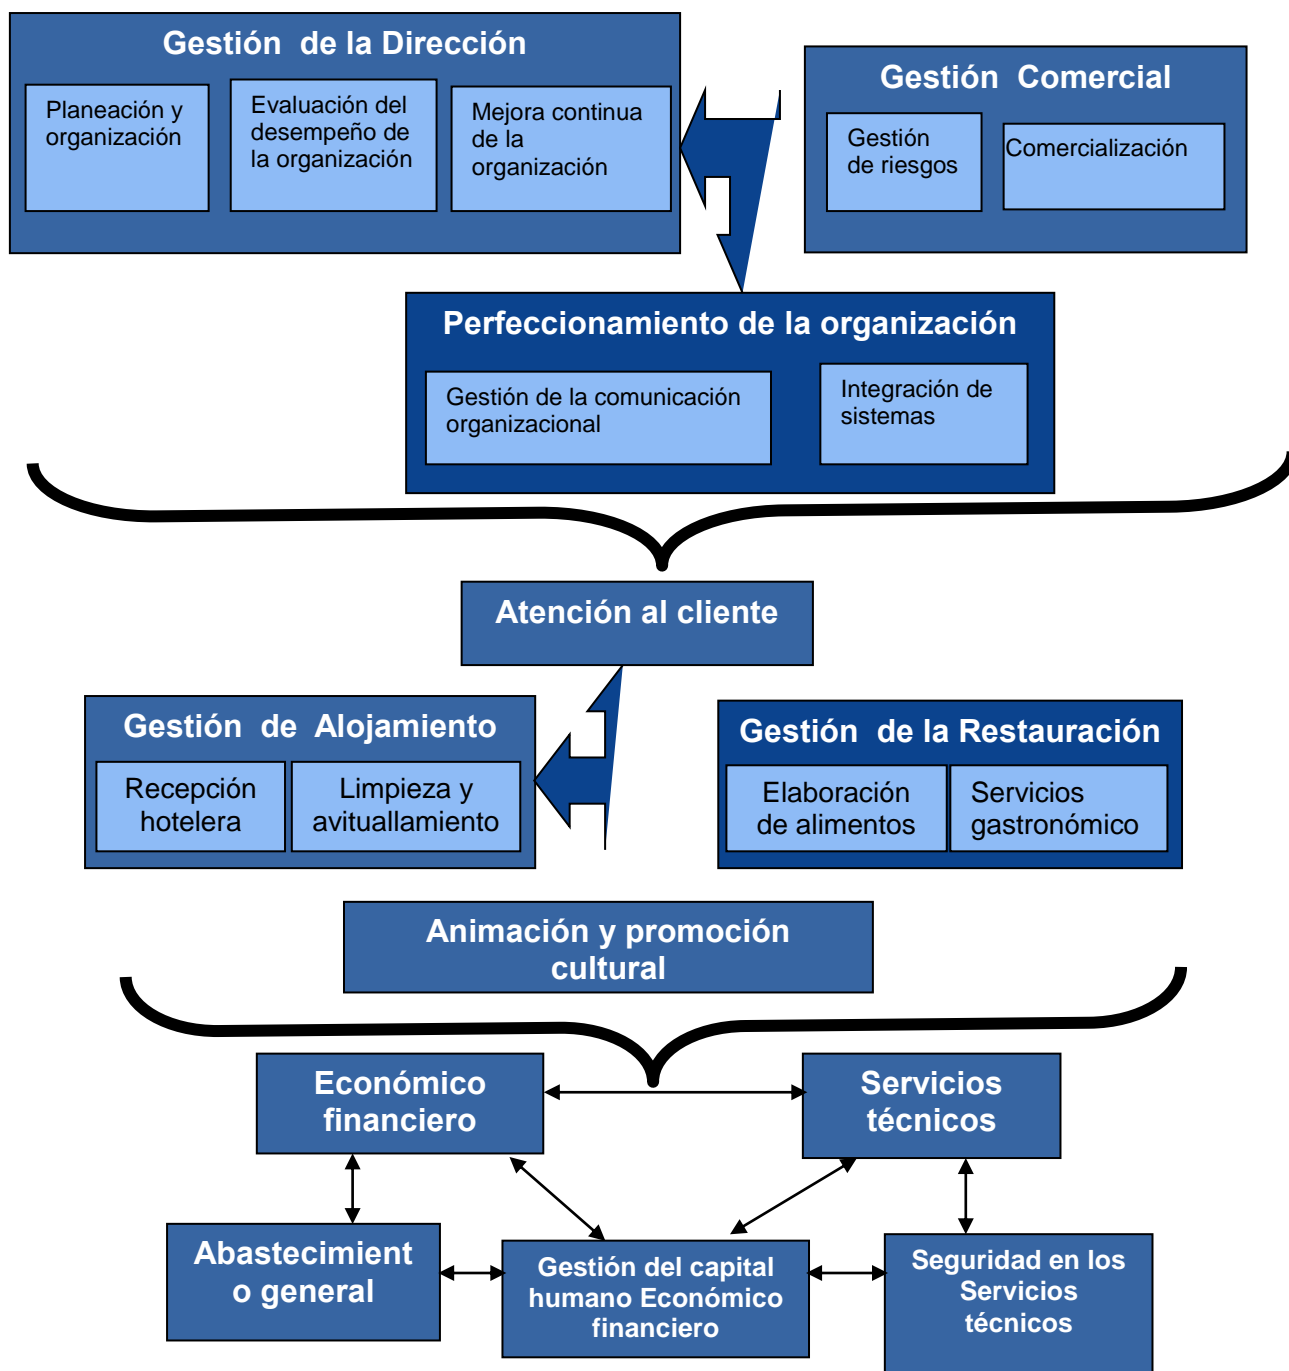 Gestión de la Dirección
Planeación y
organización
Evaluación del
desempeño de
la organización
Mejora continua
de la
organización
Gestión Comercial
Gestión
de riesgos
Comercialización
Perfeccionamiento de la organización
Gestión de la comunicación
organizacional
Integración de
sistemas
Atención al cliente
Gestión de Alojamiento
Recepción
hotelera
Limpieza y
avituallamiento
Gestión de la Restauración
Elaboración
de alimentos
Servicios
gastronómico
Animación y promoción
cultural
Económico
financiero
Servicios
técnicos
Abastecimient
o general
Gestión del capital
humano Económico
financiero
Seguridad en los
Servicios
técnicos